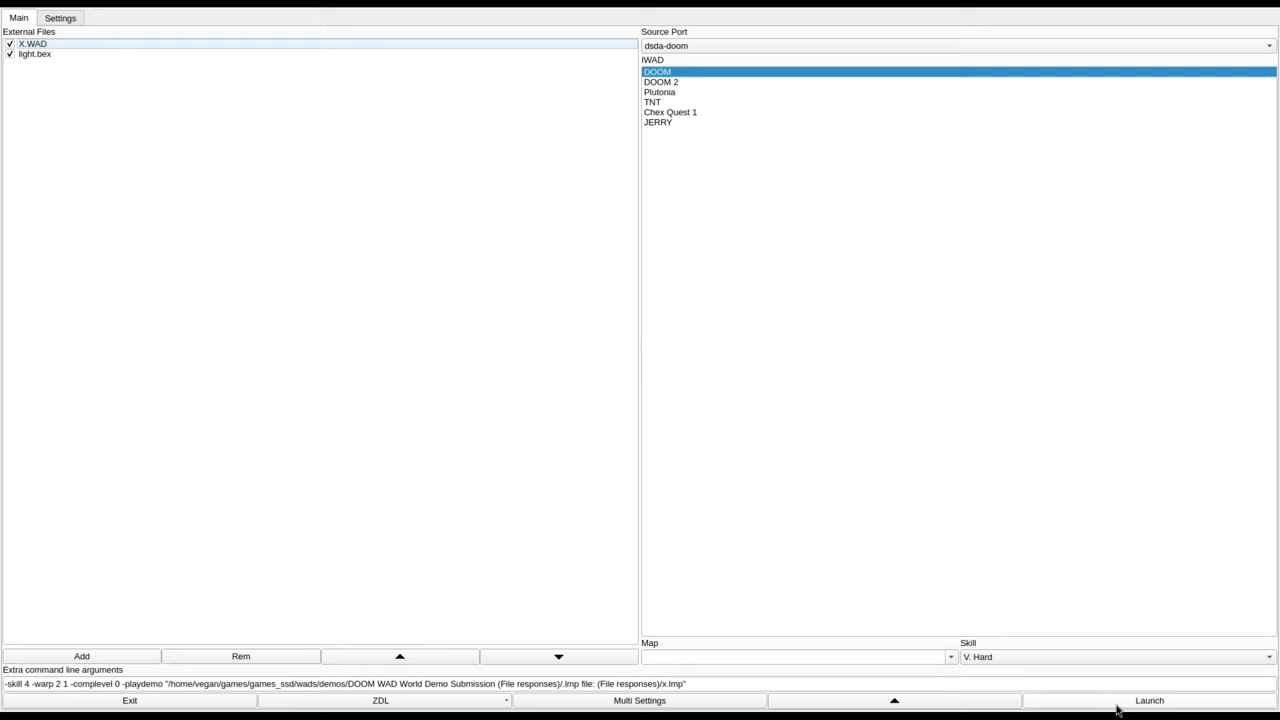 Main Settings
External Files
X.WAD
light.bex
Source Port
dsda-doom
IWAD
DOOM
DOOM 2
Plutonia
TNT
Chex Quest 1
JERRY
Map Skill
V. Hard
Add Rem
Extra command line arguments
-skill 4 -warp 2 1 -complevel 0 -playdemo "/home/vegan/games/games_ssd/wads/demos/DOOM WAD World Demo Submission (File responses)/.lmp file: (File responses)/x.lmp"
Exit ZDL Multi Settings Launch